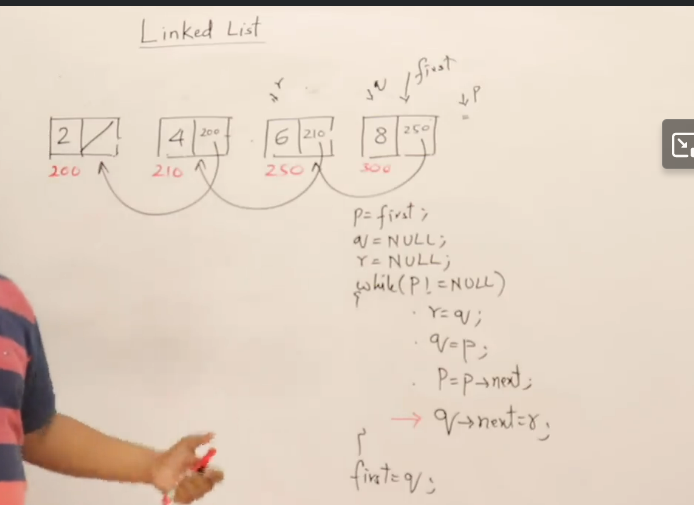 Linked List
r q first p
2 4 200 6 210 8 250
200 210 250 300
p=first;
q=NULL;
r=NULL;
while(P!=NULL)
{
r=q;
q=p;
P=p→next;
→ q→next=r;
}
first=q;